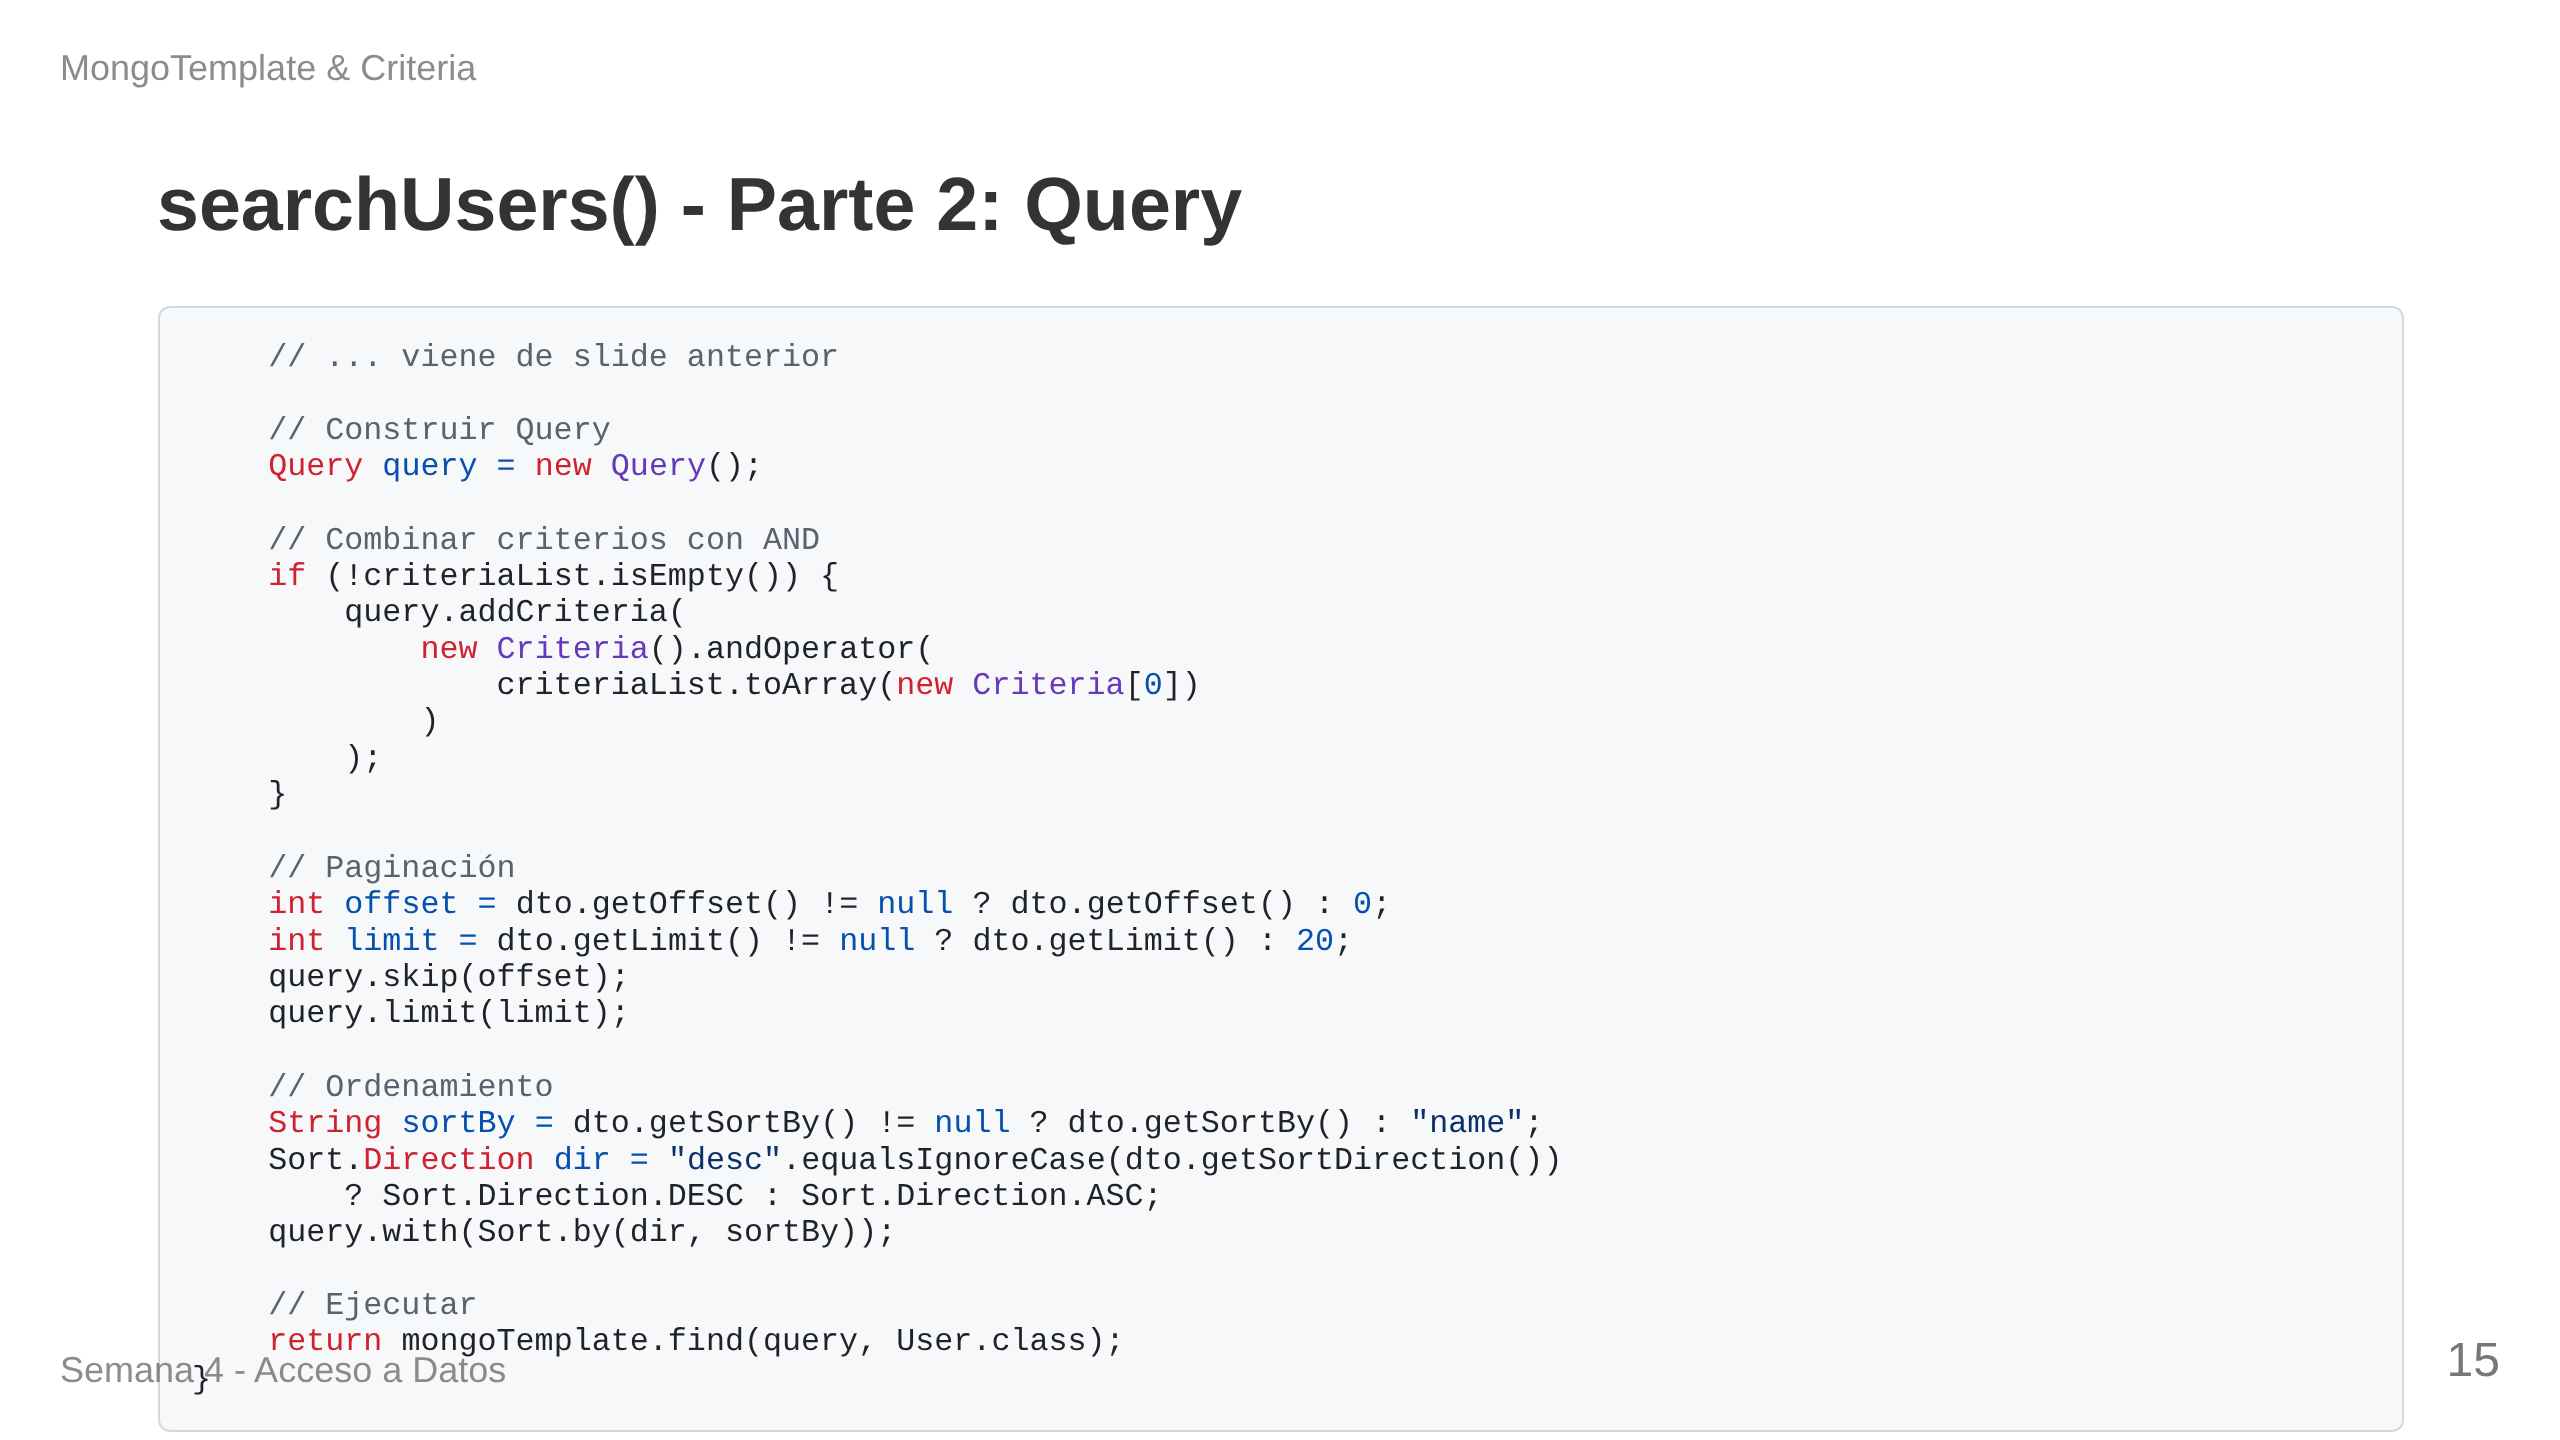 MongoTemplate & Criteria
searchUsers() - Parte 2: Query
// ... viene de slide anterior
// Construir Query
Query query = new Query();
// Combinar criterios con AND
if (!criteriaList.isEmpty()) {
query.addCriteria(
new Criteria().andOperator(
criteriaList.toArray(new Criteria[0])
)
);
}
// Paginación
int offset = dto.getOffset() != null ? dto.getOffset() : 0;
int limit = dto.getLimit() != null ? dto.getLimit() : 20;
query.skip(offset);
query.limit(limit);
// Ordenamiento
String sortBy = dto.getSortBy() != null ? dto.getSortBy() : "name";
Sort.Direction dir = "desc".equalsIgnoreCase(dto.getSortDirection())
? Sort.Direction.DESC : Sort.Direction.ASC;
query.with(Sort.by(dir, sortBy));
// Ejecutar
return mongoTemplate.find(query, User.class);
}
Semana 4 - Acceso a Datos
15